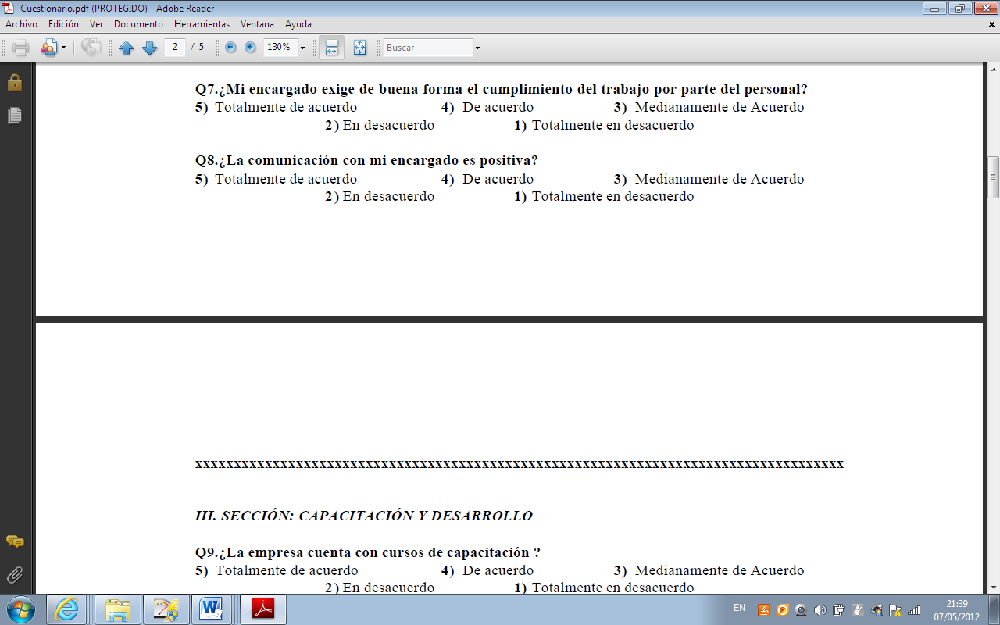 Cuestionario.pdf (PROTEGIDO) - Adobe Reader
Archivo Edición Ver Documento Herramientas Ventana Ayuda
2 / 5 130% Buscar
Q7.¿Mi encargado exige de buena forma el cumplimiento del trabajo por parte del personal?
5) Totalmente de acuerdo 4) De acuerdo 3) Medianamente de Acuerdo
2) En desacuerdo 1) Totalmente en desacuerdo
Q8.¿La comunicación con mi encargado es positiva?
5) Totalmente de acuerdo 4) De acuerdo 3) Medianamente de Acuerdo
2) En desacuerdo 1) Totalmente en desacuerdo
xxxxxxxxxxxxxxxxxxxxxxxxxxxxxxxxxxxxxxxxxxxxxxxxxxxxxxxxxxxxxxxxxxxxxxxxxxxxxxxxxxx
III. SECCIÓN: CAPACITACIÓN Y DESARROLLO
Q9.¿La empresa cuenta con cursos de capacitación ?
5) Totalmente de acuerdo 4) De acuerdo 3) Medianamente de Acuerdo
2) En desacuerdo 1) Totalmente en desacuerdo
EN 21:39
07/05/2012